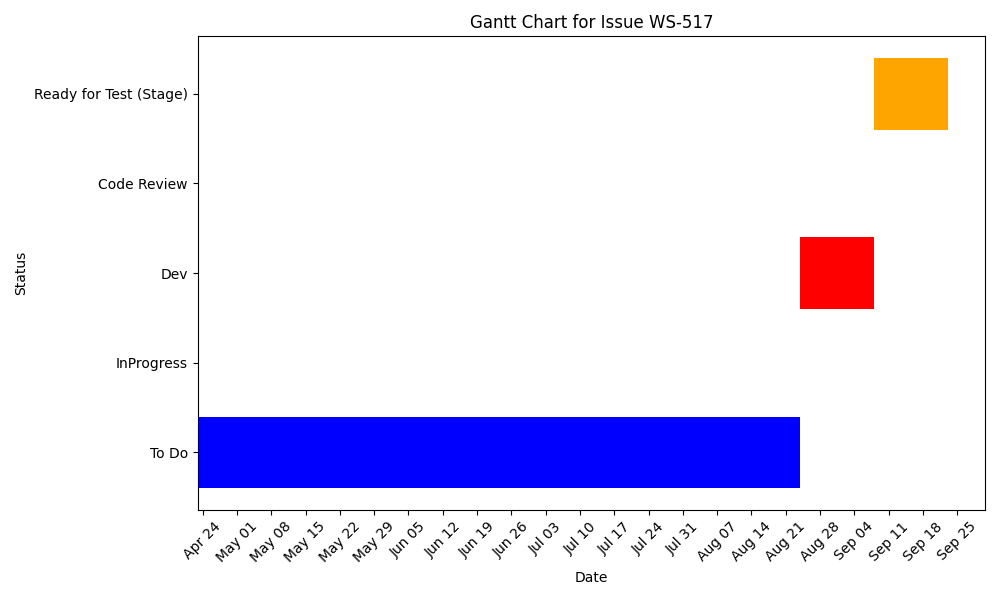 Gantt Chart for Issue WS-517
Ready for Test (Stage)
Code Review
Dev
InProgress
To Do
Status
Apr 24
May 01
May 08
May 15
May 22
May 29
Jun 05
Jun 12
Jun 19
Jun 26
Jul 03
Jul 10
Jul 17
Jul 24
Jul 31
Aug 07
Aug 14
Aug 21
Aug 28
Sep 04
Sep 11
Sep 18
Sep 25
Date